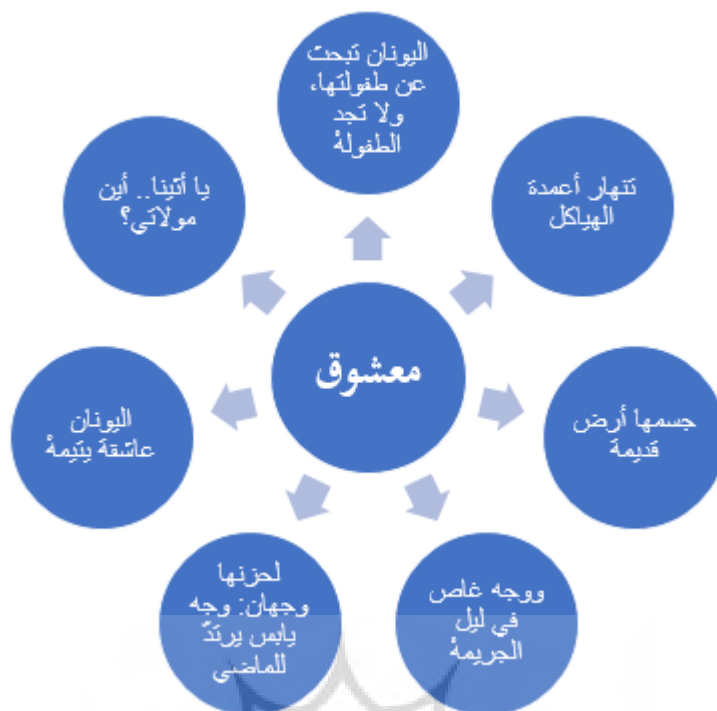 اليونان تبحث
عن طفولتها،
ولا تجد
الطفولة
تنهار أعمدة
الهياكل
جسمها أرض
قديمة
ووجه غاص
في ليل
الجريمة
لحزنها
وجهان: وجه
يابس يرتدّ
للماضي
اليونان
عاشقة يتيمة
يا أثينا.. أين
مولاتي؟
معشوق